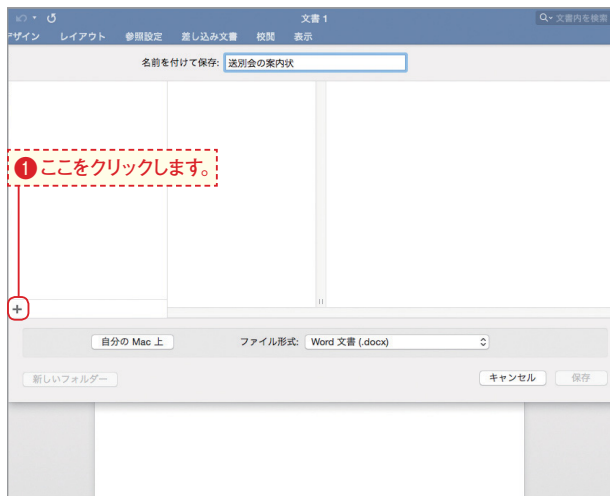 文書 1
文書内を検索
デザイン レイアウト 参照設定 差し込み文書 校閲 表示
名前を付けて保存: 送別会の案内状
1 ここをクリックします。
+
自分の Mac 上 ファイル形式: Word 文書 (.docx)
新しいフォルダー キャンセル 保存